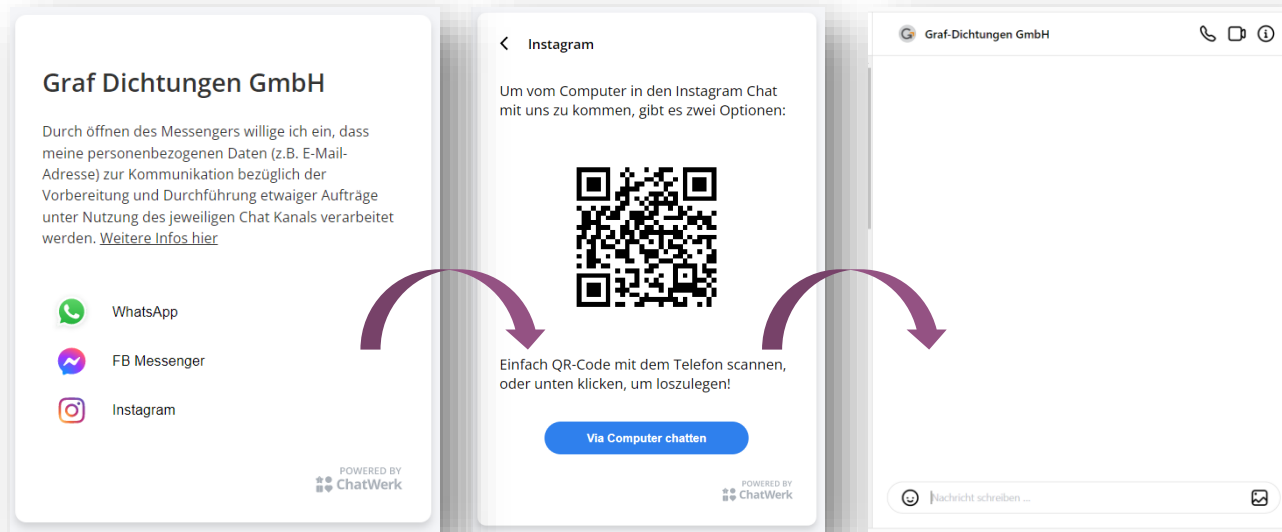 Graf Dichtungen GmbH
Durch öffnen des Messengers willige ich ein, dass
meine personenbezogenen Daten (z.B. E-Mail-
Adresse) zur Kommunikation bezüglich der
Vorbereitung und Durchführung etwaiger Aufträge
unter Nutzung des jeweiligen Chat Kanals verarbeitet
werden. Weitere Infos hier
WhatsApp
FB Messenger
Instagram
POWERED BY
ChatWerk
Instagram
Um vom Computer in den Instagram Chat
mit uns zu kommen, gibt es zwei Optionen:
Einfach QR-Code mit dem Telefon scannen,
oder unten klicken, um loszulegen!
Via Computer chatten
POWERED BY
ChatWerk
G Graf-Dichtungen GmbH
Nachricht schreiben ...